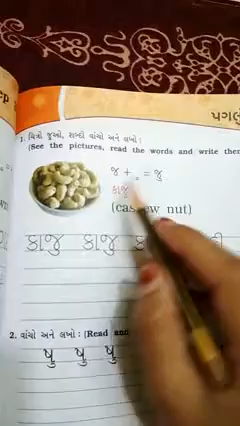 પગલું
1. ચિત્રો જુઓ, શબ્દો વાંચો અને લખો :
(See the pictures, read the words and write
જ + ુ = જુ
કાજુ
(cashew nut)
કાજુ કાજુ
2. વાંચો અને લખો : (Read and
ષુ ષુ ષુ